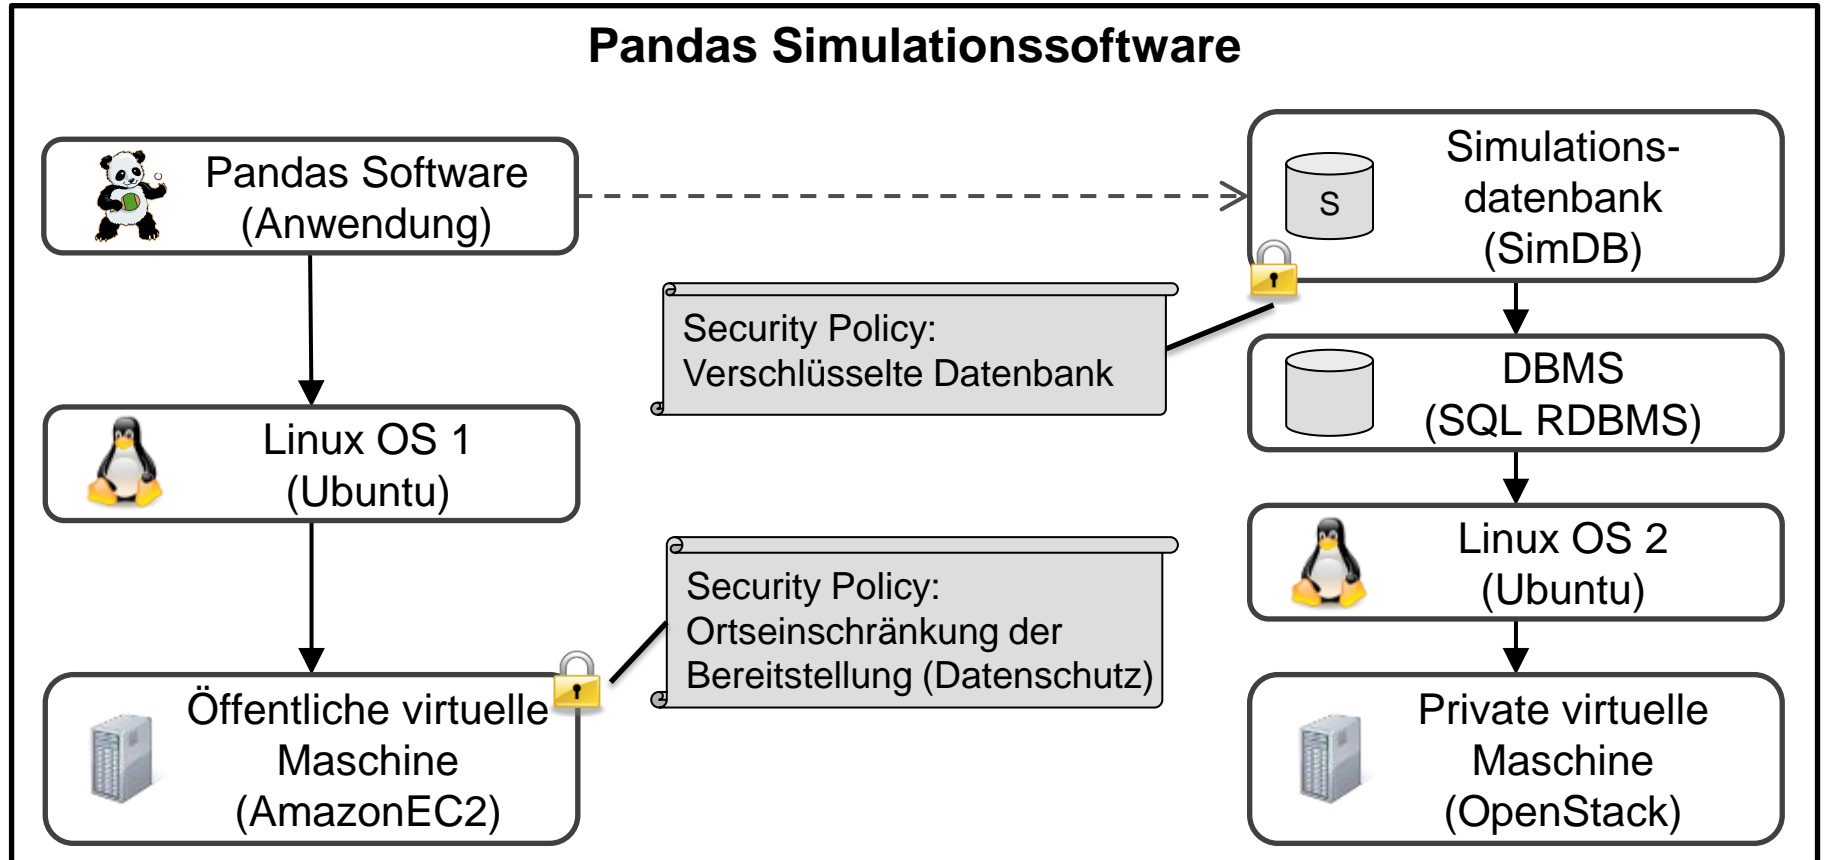 Pandas Simulationssoftware
Pandas Software
(Anwendung)
Simulations-
datenbank
(SimDB)
S
Security Policy:
Verschlüsselte Datenbank
DBMS
(SQL RDBMS)
Linux OS 1
(Ubuntu)
Linux OS 2
(Ubuntu)
Security Policy:
Ortseinschränkung der
Bereitstellung (Datenschutz)
Öffentliche virtuelle
Maschine
(AmazonEC2)
Private virtuelle
Maschine
(OpenStack)